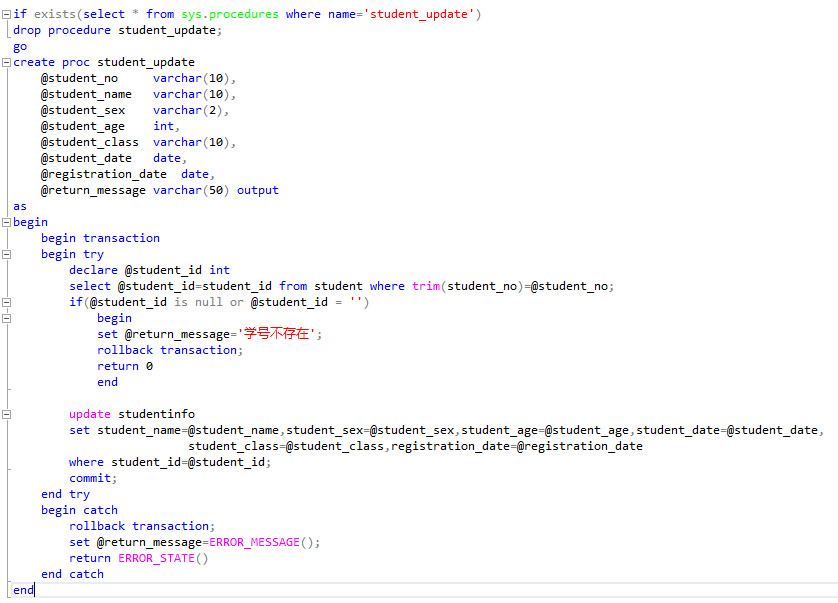 if exists(select * from sys.procedures where name='student_update')
drop procedure student_update;
go
create proc student_update
    @student_no     varchar(10),
    @student_name   varchar(10),
    @student_sex    varchar(2),
    @student_age    int,
    @student_class  varchar(10),
    @student_date   date,
    @registration_date  date,
    @return_message varchar(50) output
as
begin
    begin transaction
    begin try
        declare @student_id int
        select @student_id=student_id from student where trim(student_no)=@student_no;
        if(@student_id is null or @student_id = '')
            begin
            set @return_message='学号不存在';
            rollback transaction;
            return 0
            end
        update studentinfo
        set student_name=@student_name,student_sex=@student_sex,student_age=@student_age,student_date=@student_date,
                         student_class=@student_class,registration_date=@registration_date
        where student_id=@student_id;
        commit;
    end try
    begin catch
        rollback transaction;
        set @return_message=ERROR_MESSAGE();
        return ERROR_STATE()
    end catch
end